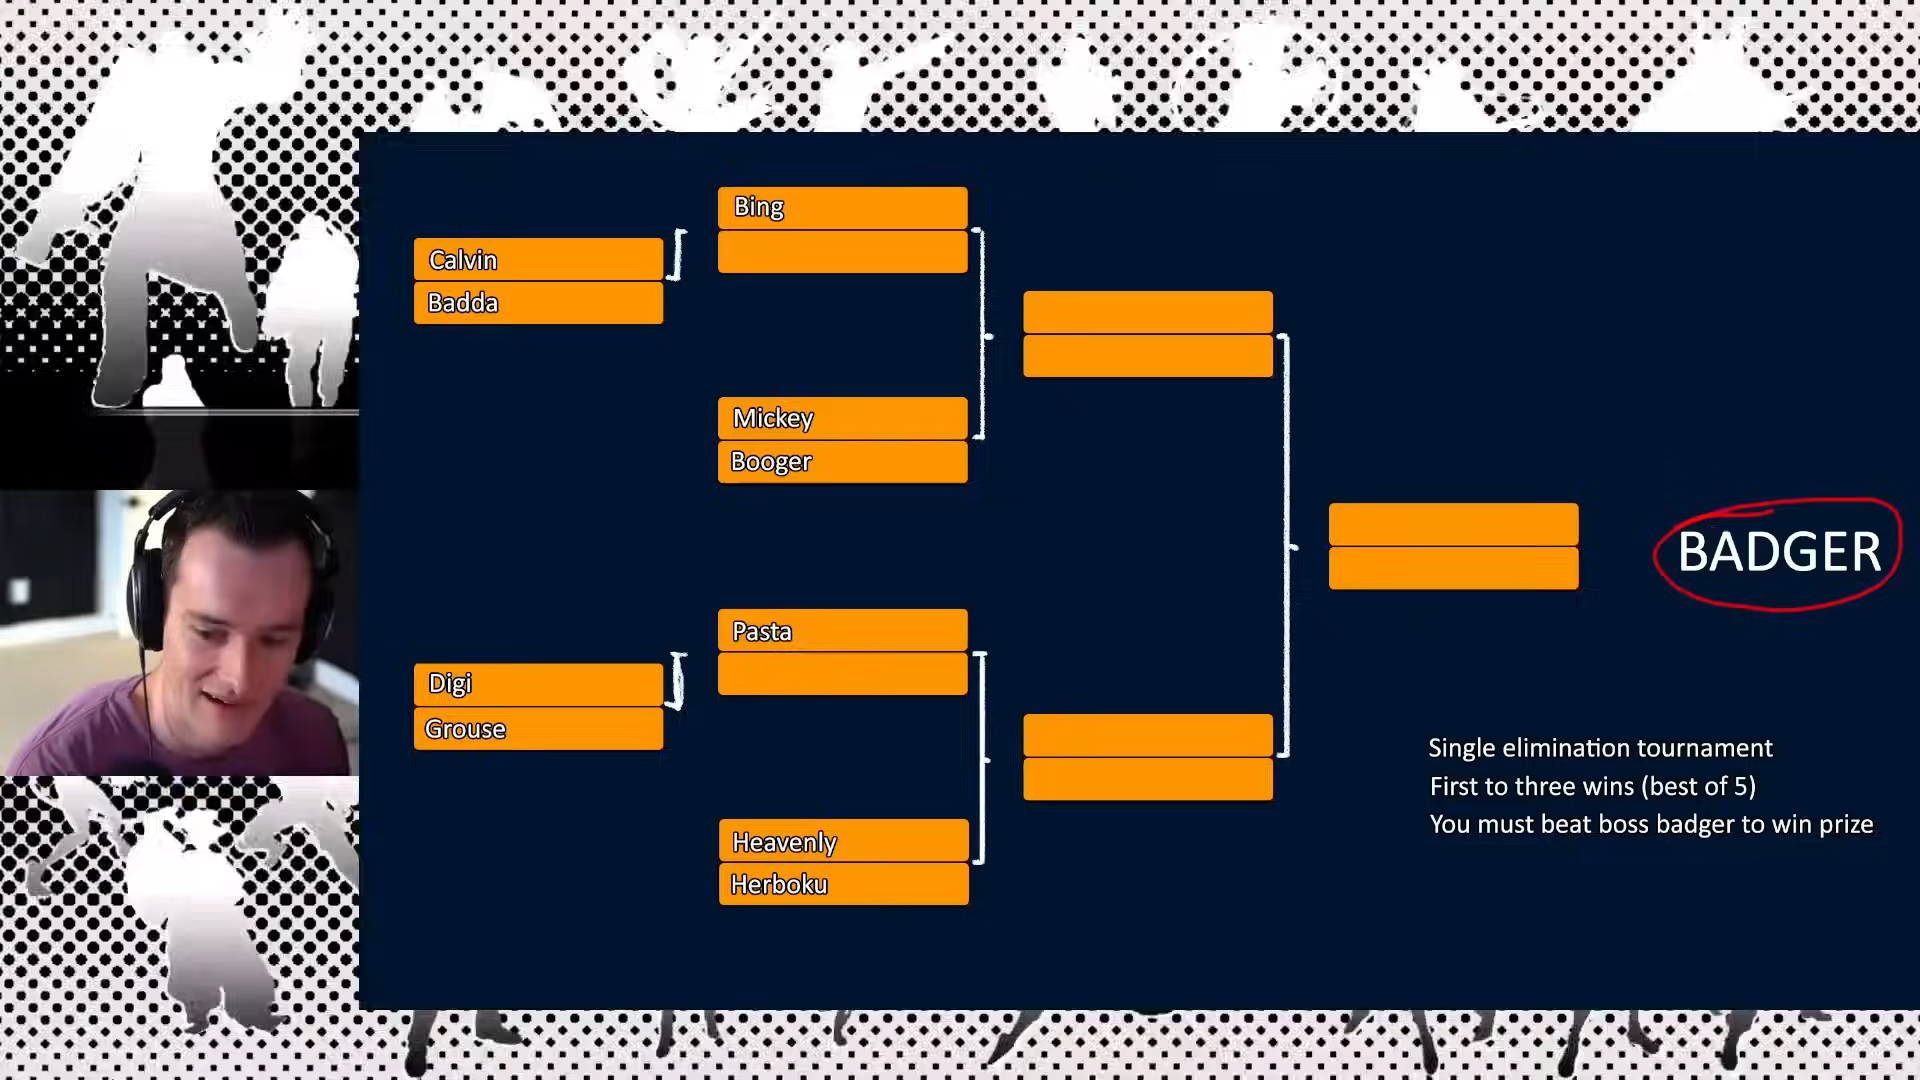 Bing
Calvin
Badda
Mickey
Booger
BADGER
Pasta
Digi
Grouse
Heavenly
Herboku
Single elimination tournament
First to three wins (best of 5)
You must beat boss badger to win prize